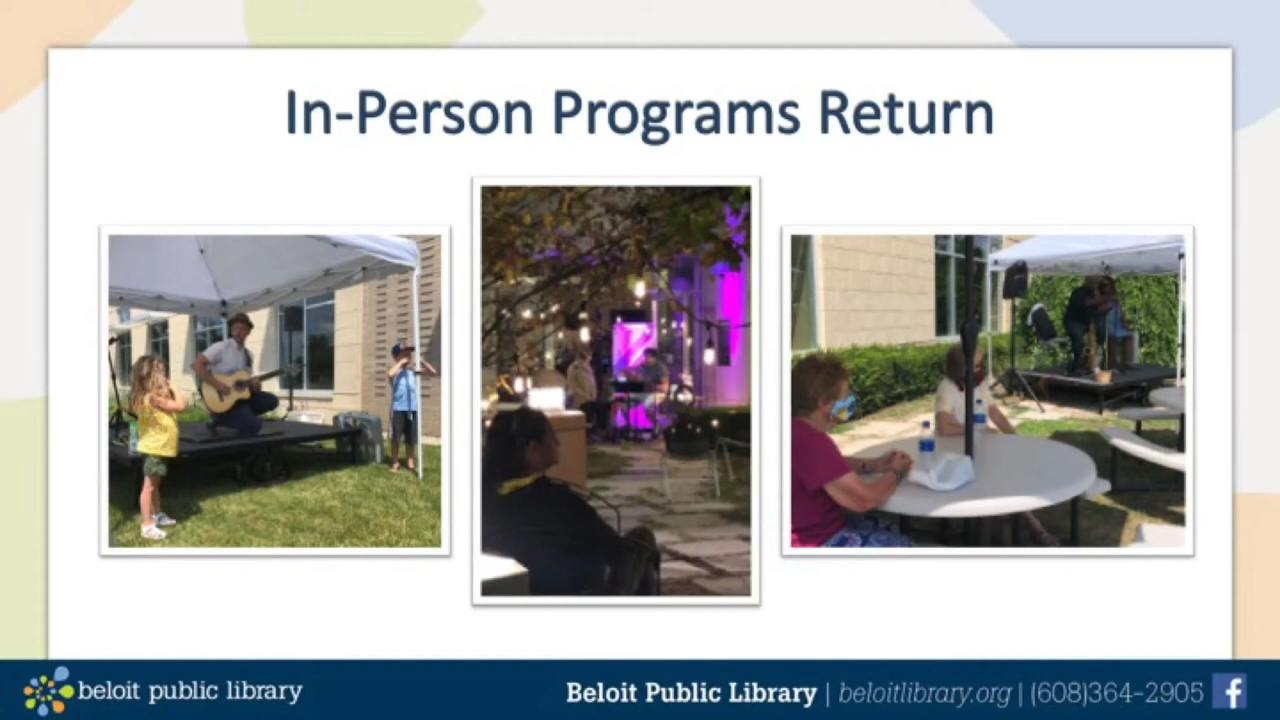 In-Person Programs Return
beloit public library
Beloit Public Library | beloitlibrary.org | (608)364-2905